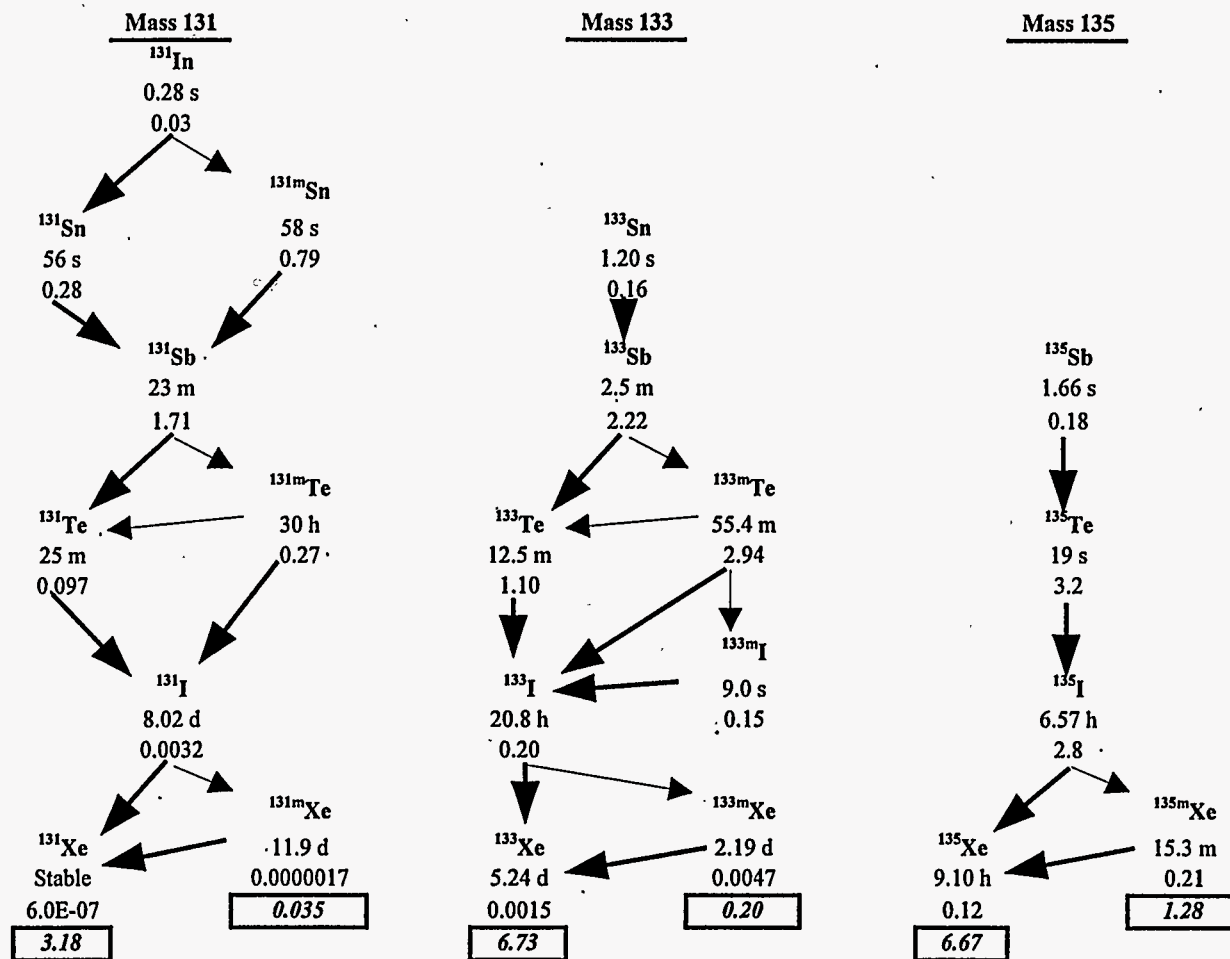 Mass 131
¹³¹In
0.28 s
0.03
¹³¹ᵐSn
58 s
0.79
¹³¹Sn
56 s
0.28
¹³¹Sb
23 m
1.71
¹³¹ᵐTe
30 h
0.27
¹³¹Te
25 m
0.097
¹³¹I
8.02 d
0.0032
¹³¹ᵐXe
11.9 d
0.0000017
0.035
¹³¹Xe
Stable
6.0E-07
3.18
Mass 133
¹³³Sn
1.20 s
0.16
¹³³Sb
2.5 m
2.22
¹³³ᵐTe
55.4 m
2.94
¹³³Te
12.5 m
1.10
¹³³ᵐI
9.0 s
0.15
¹³³I
20.8 h
0.20
¹³³ᵐXe
2.19 d
0.0047
0.20
¹³³Xe
5.24 d
0.0015
6.73
Mass 135
¹³⁵Sb
1.66 s
0.18
¹³⁵Te
19 s
3.2
¹³⁵I
6.57 h
2.8
¹³⁵ᵐXe
15.3 m
0.21
1.28
¹³⁵Xe
9.10 h
0.12
6.67